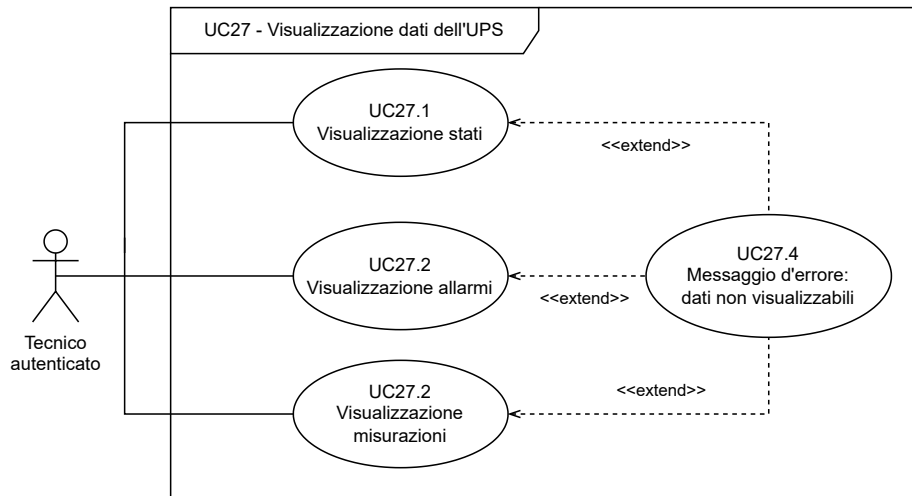 UC27 - Visualizzazione dati dell'UPS
UC27.1
Visualizzazione stati
<<extend>>
UC27.2
Visualizzazione allarmi
<<extend>>
UC27.4
Messaggio d'errore:
dati non visualizzabili
Tecnico
autenticato
<<extend>>
UC27.2
Visualizzazione
misurazioni